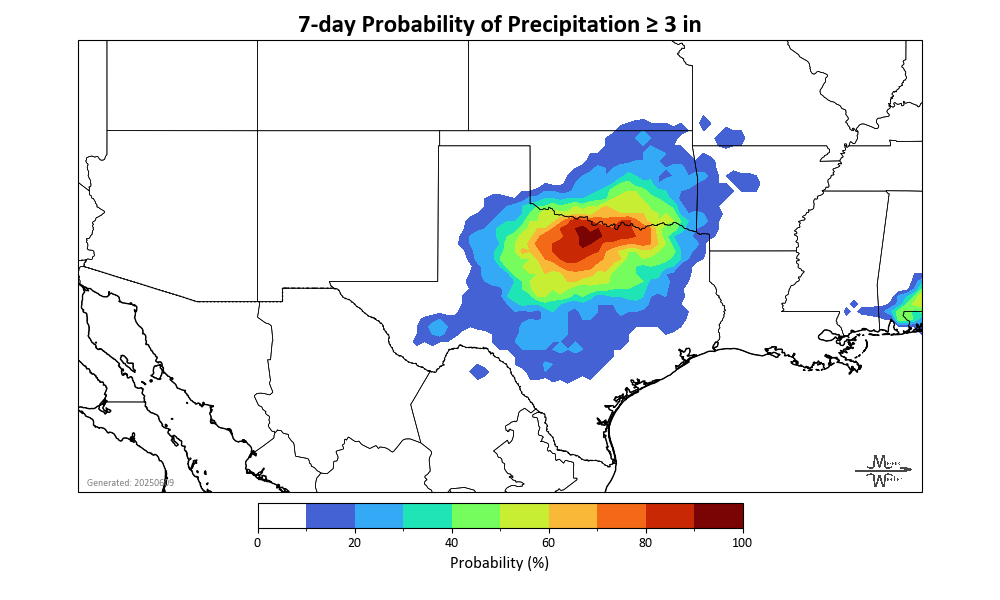 7-day Probability of Precipitation ≥ 3 in
Generated: 20250609
0 20 40 60 80 100
Probability (%)